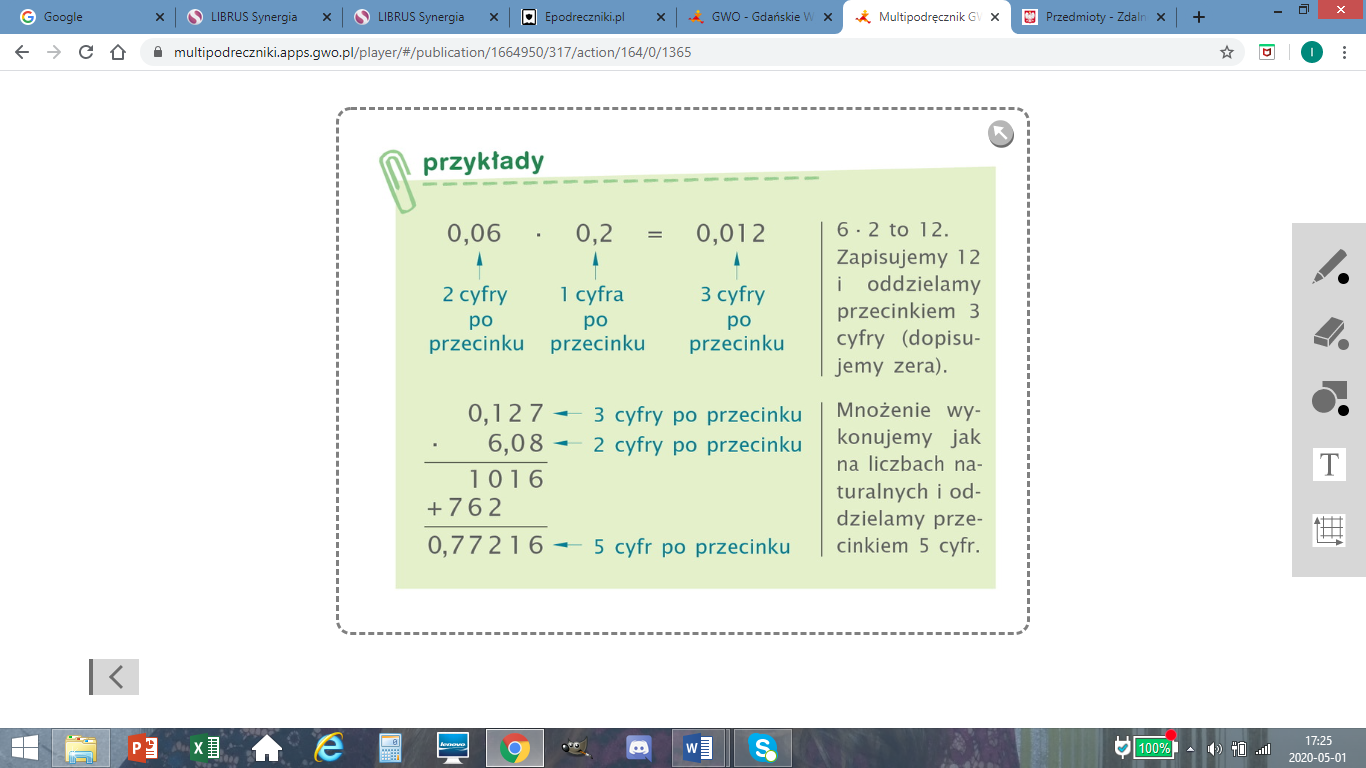 Google
LIBRUS Synergia
LIBRUS Synergia
Epodreczniki.pl
GWO - Gdańskie W
Multipodręcznik GW
Przedmioty - Zdaln
multipodreczniki.apps.gwo.pl/player/#/publication/1664950/317/action/164/0/1365
I
przykłady
0,06 · 0,2 = 0,012
2 cyfry po przecinku
1 cyfra po przecinku
3 cyfry po przecinku
6 · 2 to 12.
Zapisujemy 12
i oddzielamy
przecinkiem 3
cyfry (dopisu-
jemy zera).
0,127 3 cyfry po przecinku
· 6,08 2 cyfry po przecinku
1016
+762
0,77216 5 cyfr po przecinku
Mnożenie wy-
konujemy jak
na liczbach na-
turalnych i od-
dzielamy prze-
cinkiem 5 cyfr.
T
lenovo
100%
17:25
2020-05-01